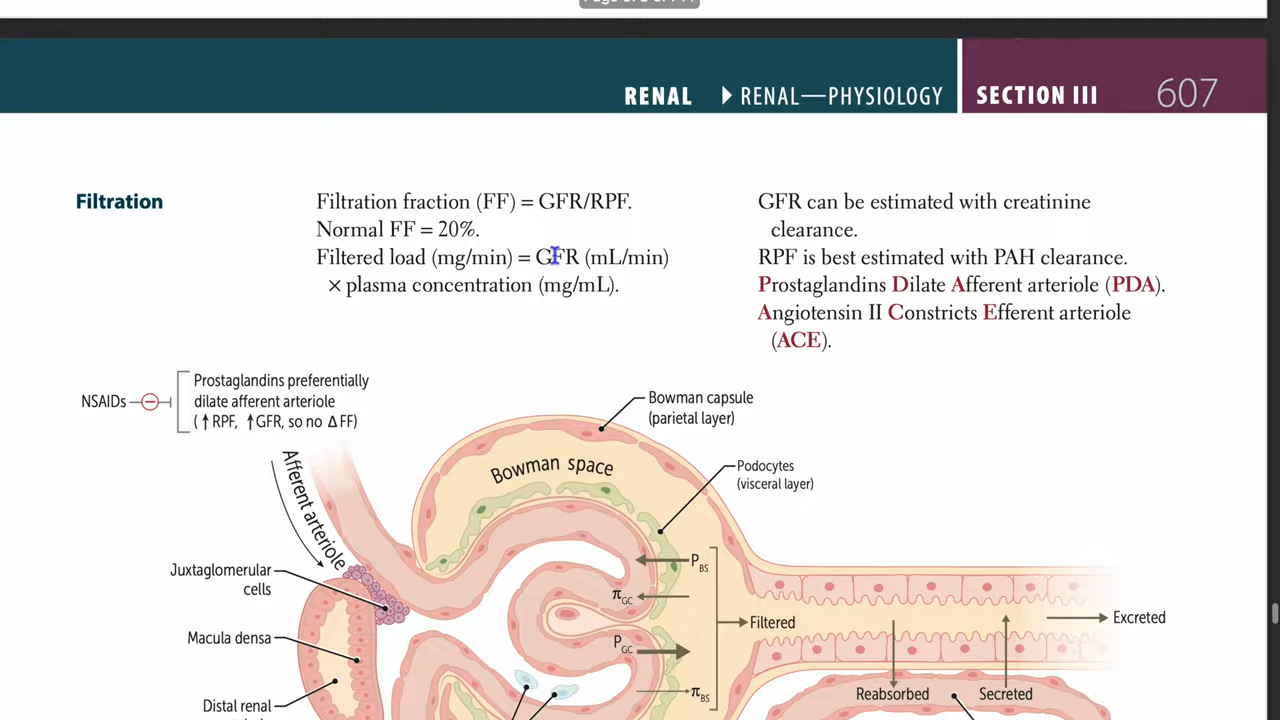 RENAL ▶ RENAL—PHYSIOLOGY
SECTION III 607
Filtration
Filtration fraction (FF) = GFR/RPF.
Normal FF = 20%.
Filtered load (mg/min) = GFR (mL/min)
× plasma concentration (mg/mL).
GFR can be estimated with creatinine
clearance.
RPF is best estimated with PAH clearance.
Prostaglandins Dilate Afferent arteriole (PDA).
Angiotensin II Constricts Efferent arteriole
(ACE).
NSAIDs
Prostaglandins preferentially
dilate afferent arteriole
(↑RPF, ↑GFR, so no ΔFF)
Afferent arteriole
Bowman capsule
(parietal layer)
Bowman space
Podocytes
(visceral layer)
Juxtaglomerular
cells
Macula densa
Distal renal
P_BS
π_GC
P_GC
π_BS
Filtered
Excreted
Reabsorbed
Secreted